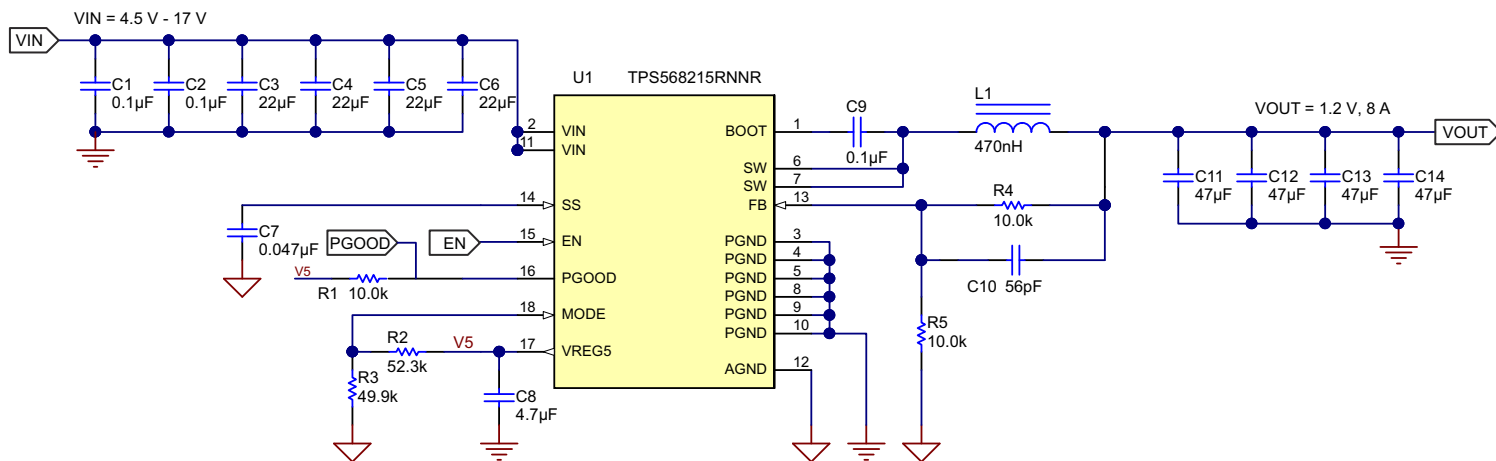 VIN = 4.5 V - 17 V
VIN
C1
0.1µF
C2
0.1µF
C3
22µF
C4
22µF
C5
22µF
C6
22µF
U1 TPS568215RNNR
2 VIN
11 VIN
14 SS
15 EN
16 PGOOD
18 MODE
17 VREG5
BOOT 1
SW 6
SW 7
FB 13
PGND 3
PGND 4
PGND 5
PGND 8
PGND 9
PGND 10
AGND 12
C7
0.047µF
PGOOD
EN
V5
R1 10.0k
R2
52.3k
V5
R3
49.9k
C8
4.7µF
C9
0.1µF
L1
470nH
R4
10.0k
C10 56pF
R5
10.0k
VOUT = 1.2 V, 8 A
VOUT
C11
47µF
C12
47µF
C13
47µF
C14
47µF